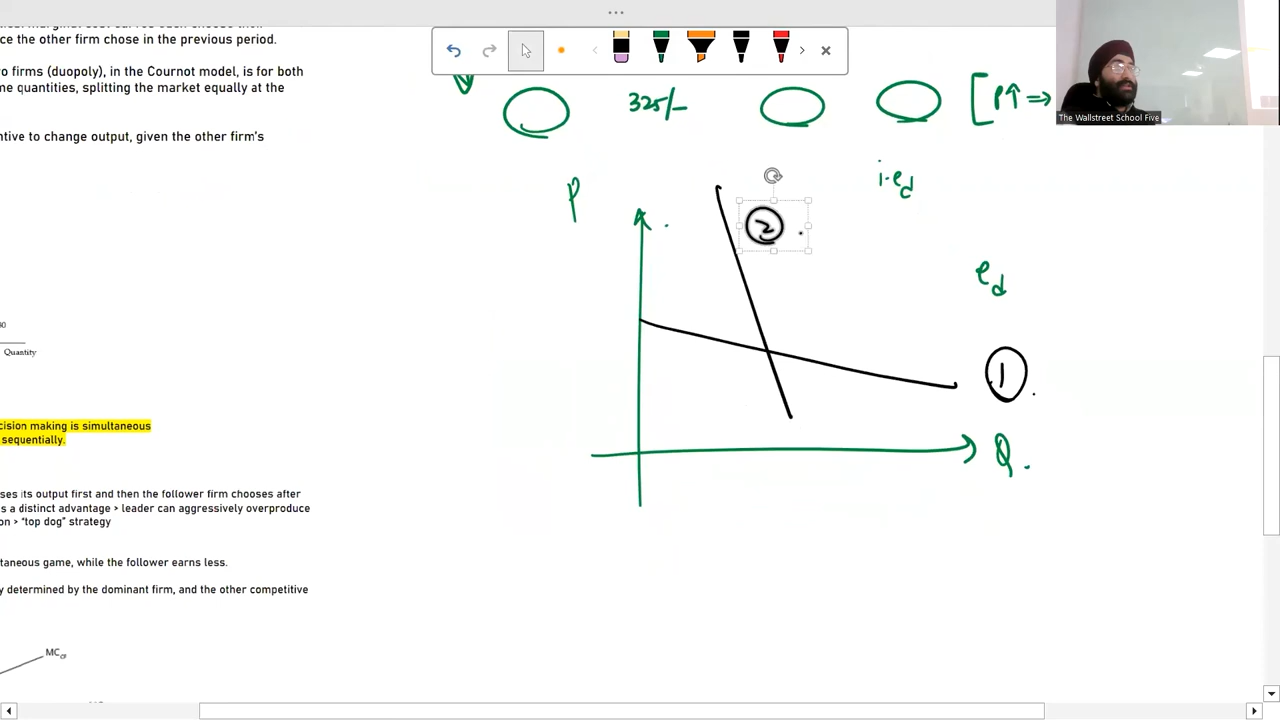 ce the other firm chose in the previous period.
o firms (duopoly), in the Cournot model, is for both
me quantities, splitting the market equally at the
ntive to change output, given the other firm's
325/-
[P↑ ⇒
The Wallstreet School Five
i.ed
P
2
ed
1
Q.
Quantity
cision making is simultaneous
sequentially.
ses its output first and then the follower firm chooses after
s a distinct advantage > leader can aggressively overproduce
on > "top dog" strategy
taneous game, while the follower earns less.
y determined by the dominant firm, and the other competitive
MC